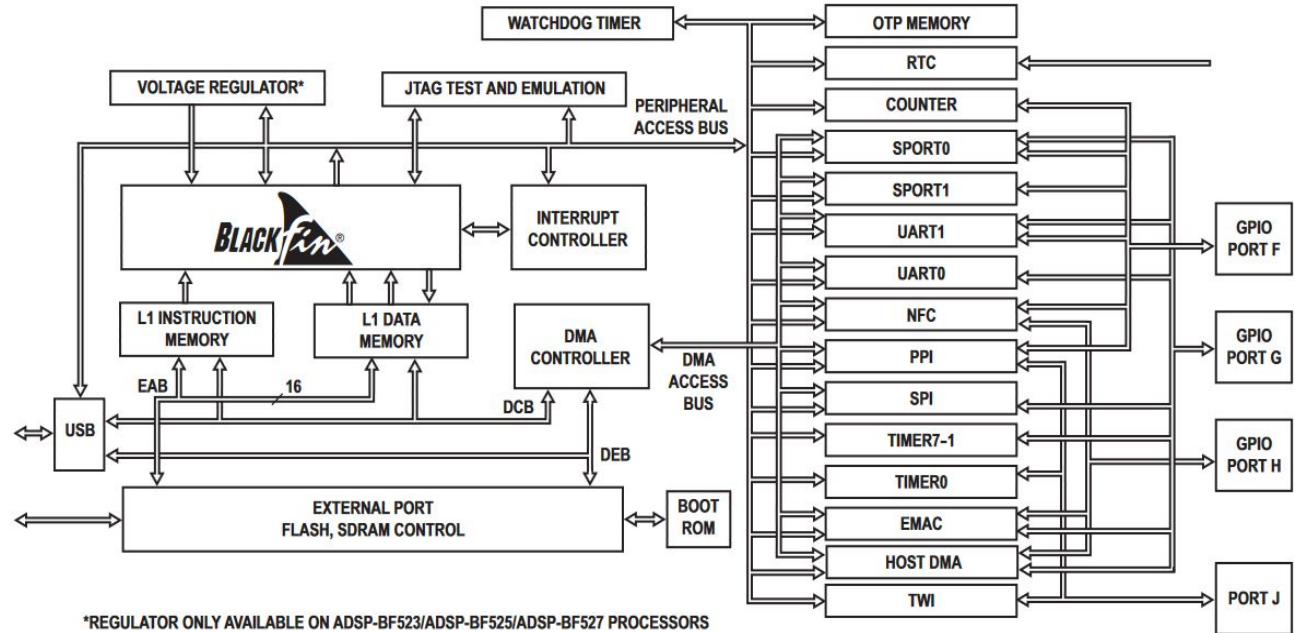 WATCHDOG TIMER
OTP MEMORY
RTC
VOLTAGE REGULATOR*
JTAG TEST AND EMULATION
PERIPHERAL
ACCESS BUS
COUNTER
SPORT0
SPORT1
BLACKfin®
INTERRUPT
CONTROLLER
UART1
UART0
GPIO
PORT F
L1 INSTRUCTION
MEMORY
L1 DATA
MEMORY
DMA
CONTROLLER
NFC
PPI
GPIO
PORT G
DMA
ACCESS
BUS
EAB
16
DCB
USB
DEB
SPI
TIMER7-1
TIMER0
GPIO
PORT H
EXTERNAL PORT
FLASH, SDRAM CONTROL
BOOT
ROM
EMAC
HOST DMA
TWI
PORT J
*REGULATOR ONLY AVAILABLE ON ADSP-BF523/ADSP-BF525/ADSP-BF527 PROCESSORS